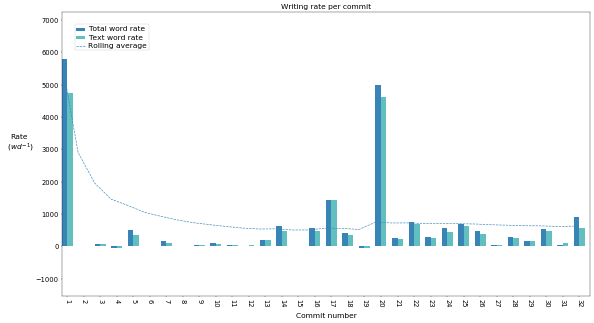 Writing rate per commit
Total word rate
Text word rate
Rolling average
7000
6000
5000
4000
3000
2000
1000
0
−1000
Rate
(wd⁻¹)
1 2 3 4 5 6 7 8 9 10 11 12 13 14 15 16 17 18 19 20 21 22 23 24 25 26 27 28 29 30 31 32
Commit number